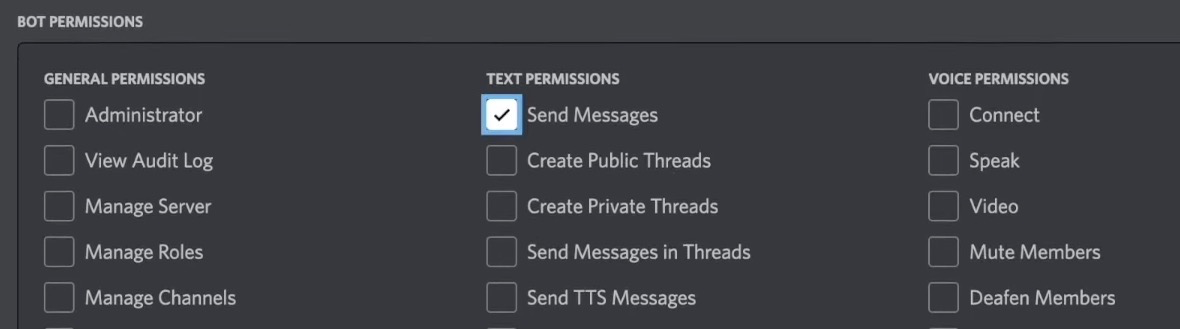 BOT PERMISSIONS
GENERAL PERMISSIONS
Administrator
View Audit Log
Manage Server
Manage Roles
Manage Channels
TEXT PERMISSIONS
Send Messages
Create Public Threads
Create Private Threads
Send Messages in Threads
Send TTS Messages
VOICE PERMISSIONS
Connect
Speak
Video
Mute Members
Deafen Members